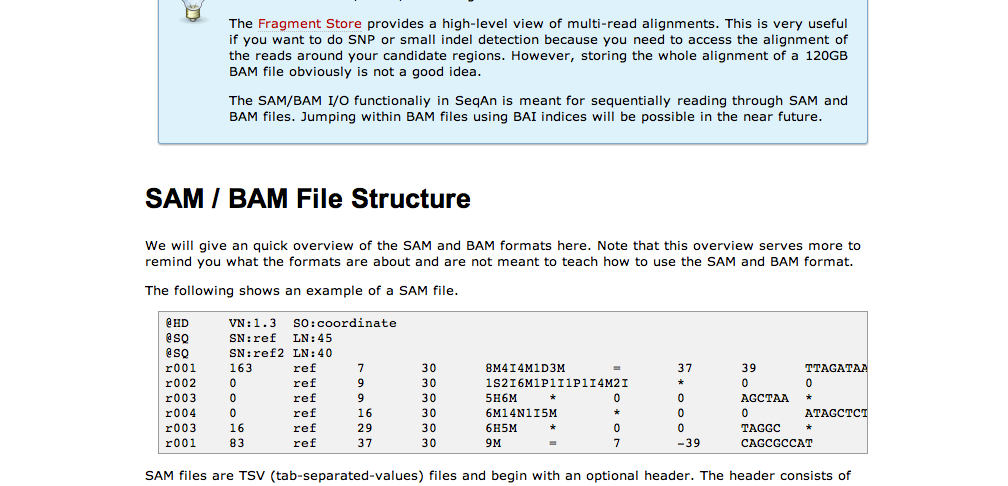 The Fragment Store provides a high-level view of multi-read alignments. This is very useful
if you want to do SNP or small indel detection because you need to access the alignment of
the reads around your candidate regions. However, storing the whole alignment of a 120GB
BAM file obviously is not a good idea.
The SAM/BAM I/O functionaliy in SeqAn is meant for sequentially reading through SAM and
BAM files. Jumping within BAM files using BAI indices will be possible in the near future.
SAM / BAM File Structure
We will give an quick overview of the SAM and BAM formats here. Note that this overview serves more to
remind you what the formats are about and are not meant to teach how to use the SAM and BAM format.
The following shows an example of a SAM file.
@HD VN:1.3 SO:coordinate
@SQ SN:ref LN:45
@SQ SN:ref2 LN:40
r001 163 ref 7 30 8M4I4M1D3M = 37 39 TTAGATAA
r002 0 ref 9 30 1S2I6M1P1I1P1I4M2I * 0 0
r003 0 ref 9 30 5H6M * 0 0 AGCTAA *
r004 0 ref 16 30 6M14N1I5M * 0 0 ATAGCTCT
r003 16 ref 29 30 6H5M * 0 0 TAGGC *
r001 83 ref 37 30 9M = 7 -39 CAGCGCCAT
SAM files are TSV (tab-separated-values) files and begin with an optional header. The header consists of